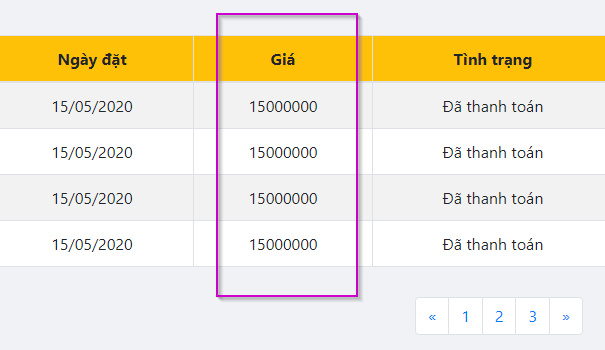 Ngày đặt Giá Tình trạng
15/05/2020 15000000 Đã thanh toán
15/05/2020 15000000 Đã thanh toán
15/05/2020 15000000 Đã thanh toán
15/05/2020 15000000 Đã thanh toán
« 1 2 3 »